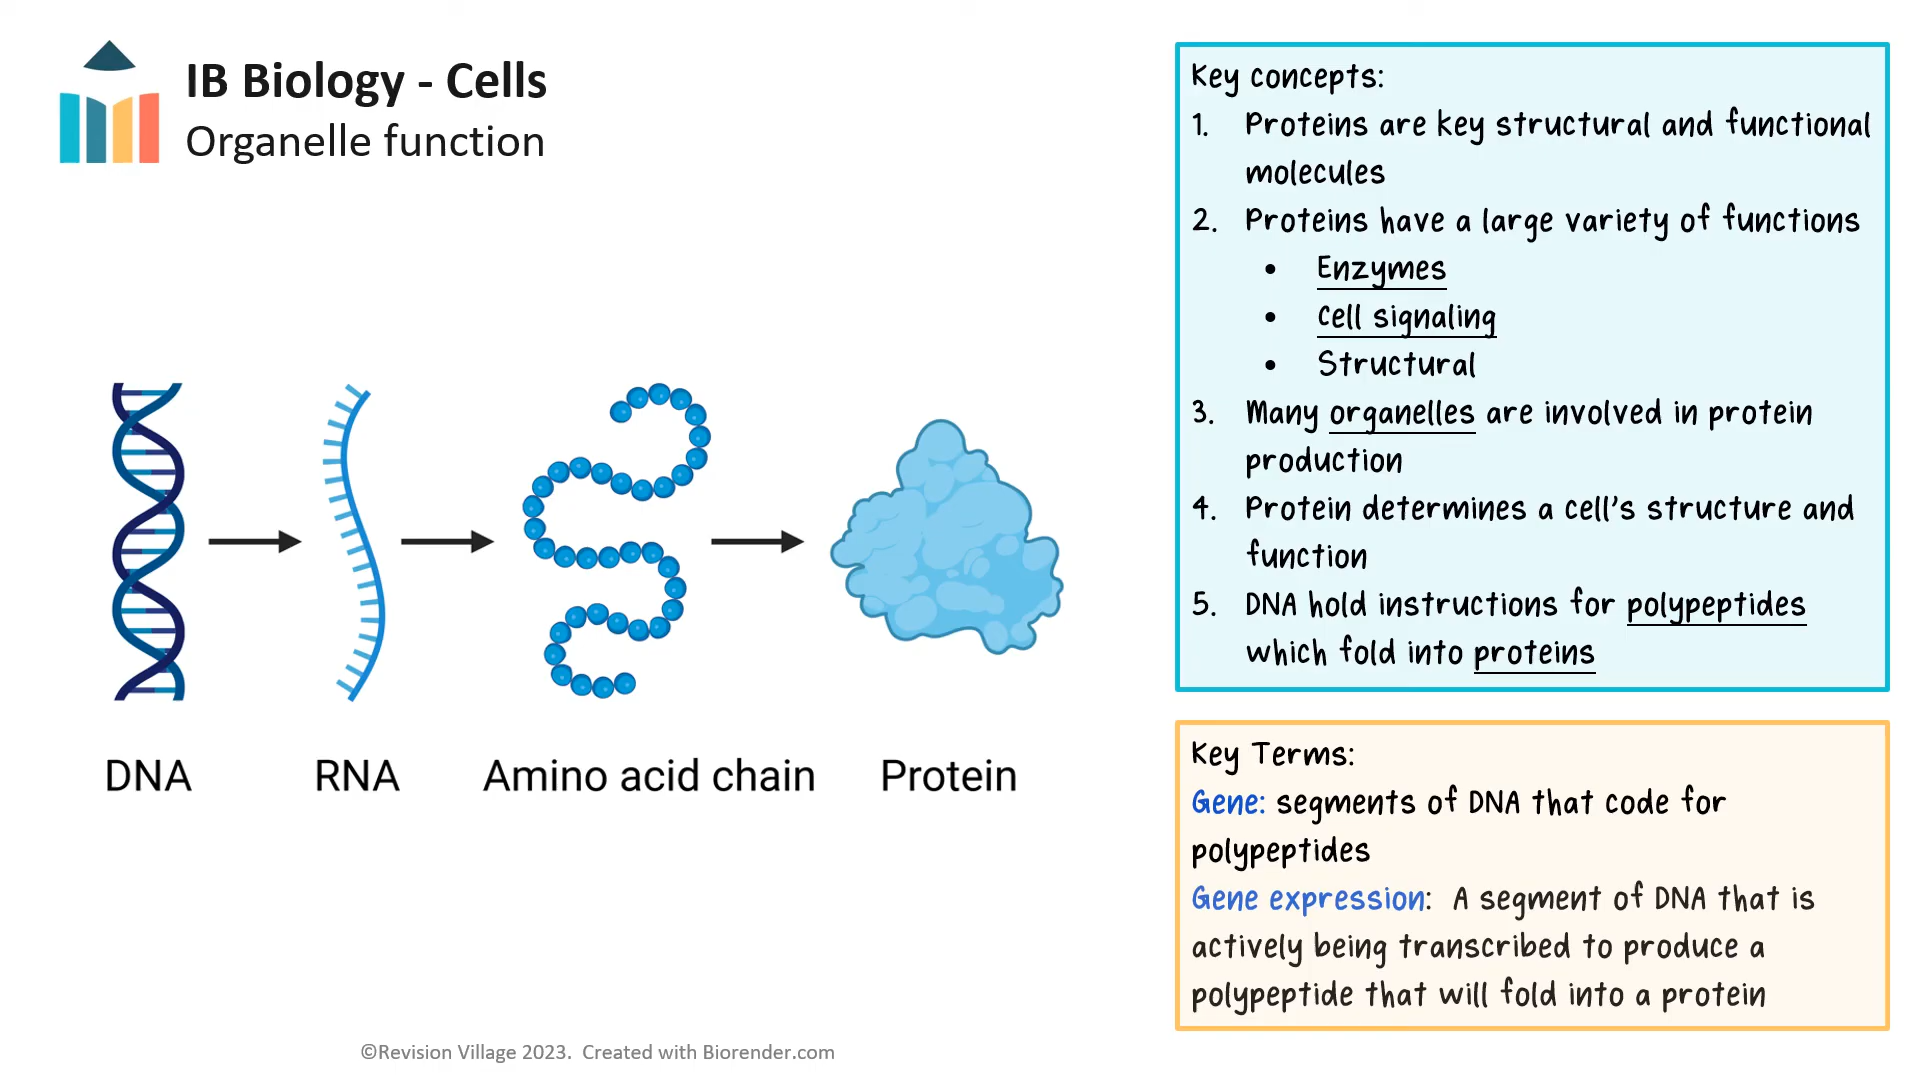 IB Biology - Cells
Organelle function
DNA
RNA
Amino acid chain
Protein
Key concepts:
1. Proteins are key structural and functional
molecules
2. Proteins have a large variety of functions
• Enzymes
• Cell signaling
• Structural
3. Many organelles are involved in protein
production
4. Protein determines a cell's structure and
function
5. DNA hold instructions for polypeptides
which fold into proteins
Key Terms:
Gene: segments of DNA that code for
polypeptides
Gene expression: A segment of DNA that is
actively being transcribed to produce a
polypeptide that will fold into a protein
©Revision Village 2023. Created with Biorender.com